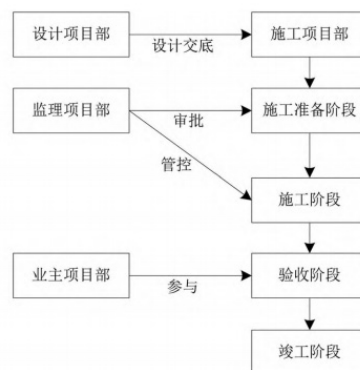 设计项目部
设计交底
施工项目部
监理项目部
审批
施工准备阶段
管控
施工阶段
业主项目部
参与
验收阶段
竣工阶段